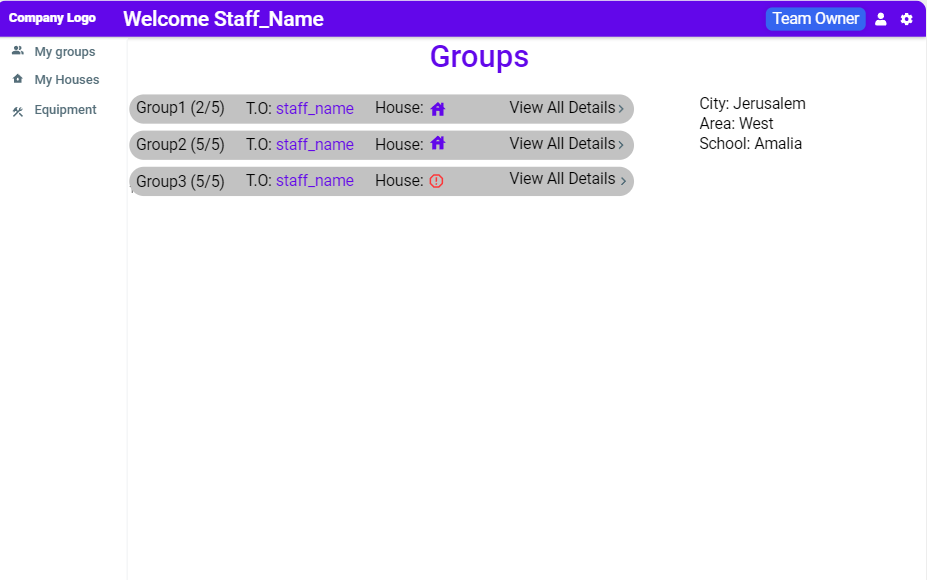 Company Logo Welcome Staff_Name Team Owner
My groups
My Houses
Equipment
Groups
Group1 (2/5) T.O: staff_name House: View All Details
Group2 (5/5) T.O: staff_name House: View All Details
Group3 (5/5) T.O: staff_name House: View All Details
City: Jerusalem
Area: West
School: Amalia